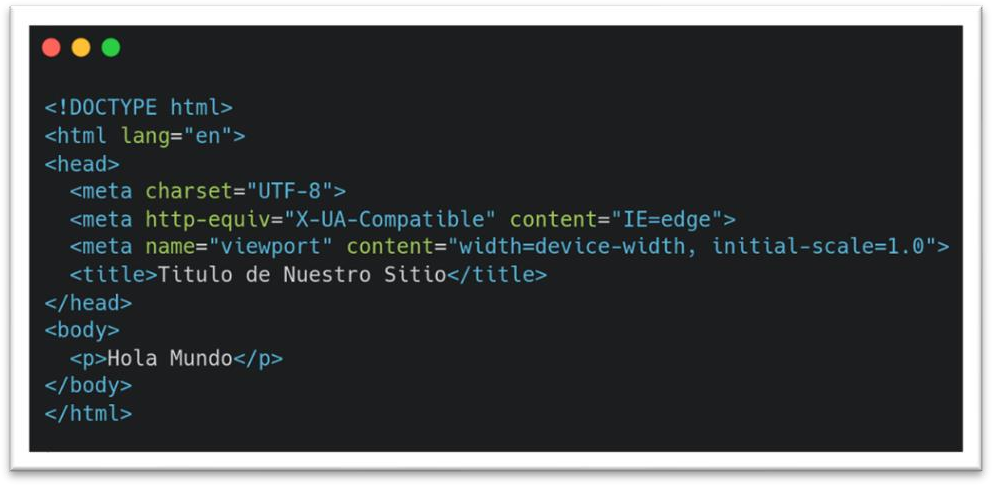 <!DOCTYPE html>
<html lang="en">
<head>
  <meta charset="UTF-8">
  <meta http-equiv="X-UA-Compatible" content="IE=edge">
  <meta name="viewport" content="width=device-width, initial-scale=1.0">
  <title>Titulo de Nuestro Sitio</title>
</head>
<body>
  <p>Hola Mundo</p>
</body>
</html>